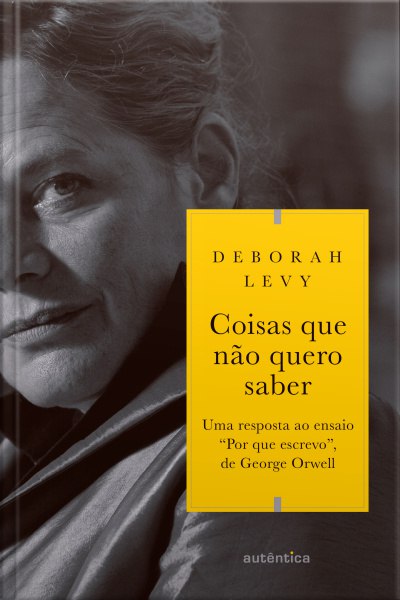 DEBORAH
LEVY
Coisas que
não quero
saber
Uma resposta ao ensaio
“Por que escrevo”,
de George Orwell
autêntica